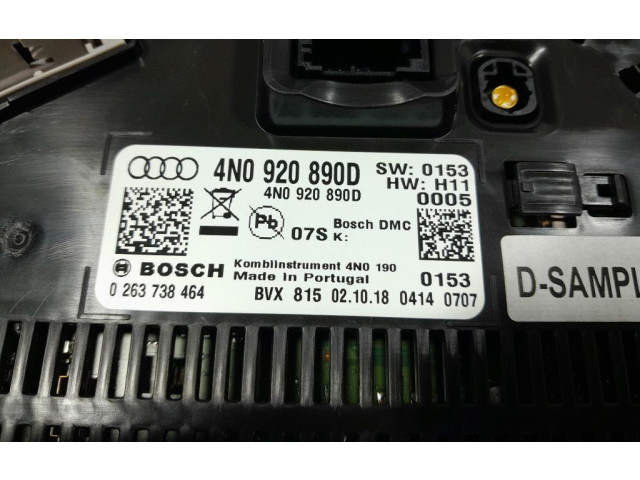 4N0 920 890D SW: 0153
4N0 920 890D HW: H11
0005
Pb 07S Bosch DMC
K:
BOSCH Kombiinstrument 4N0 190
Made In Portugal 0153
0 263 738 464 BVX 815 02.10.18 0414 0707
D-SAMPL